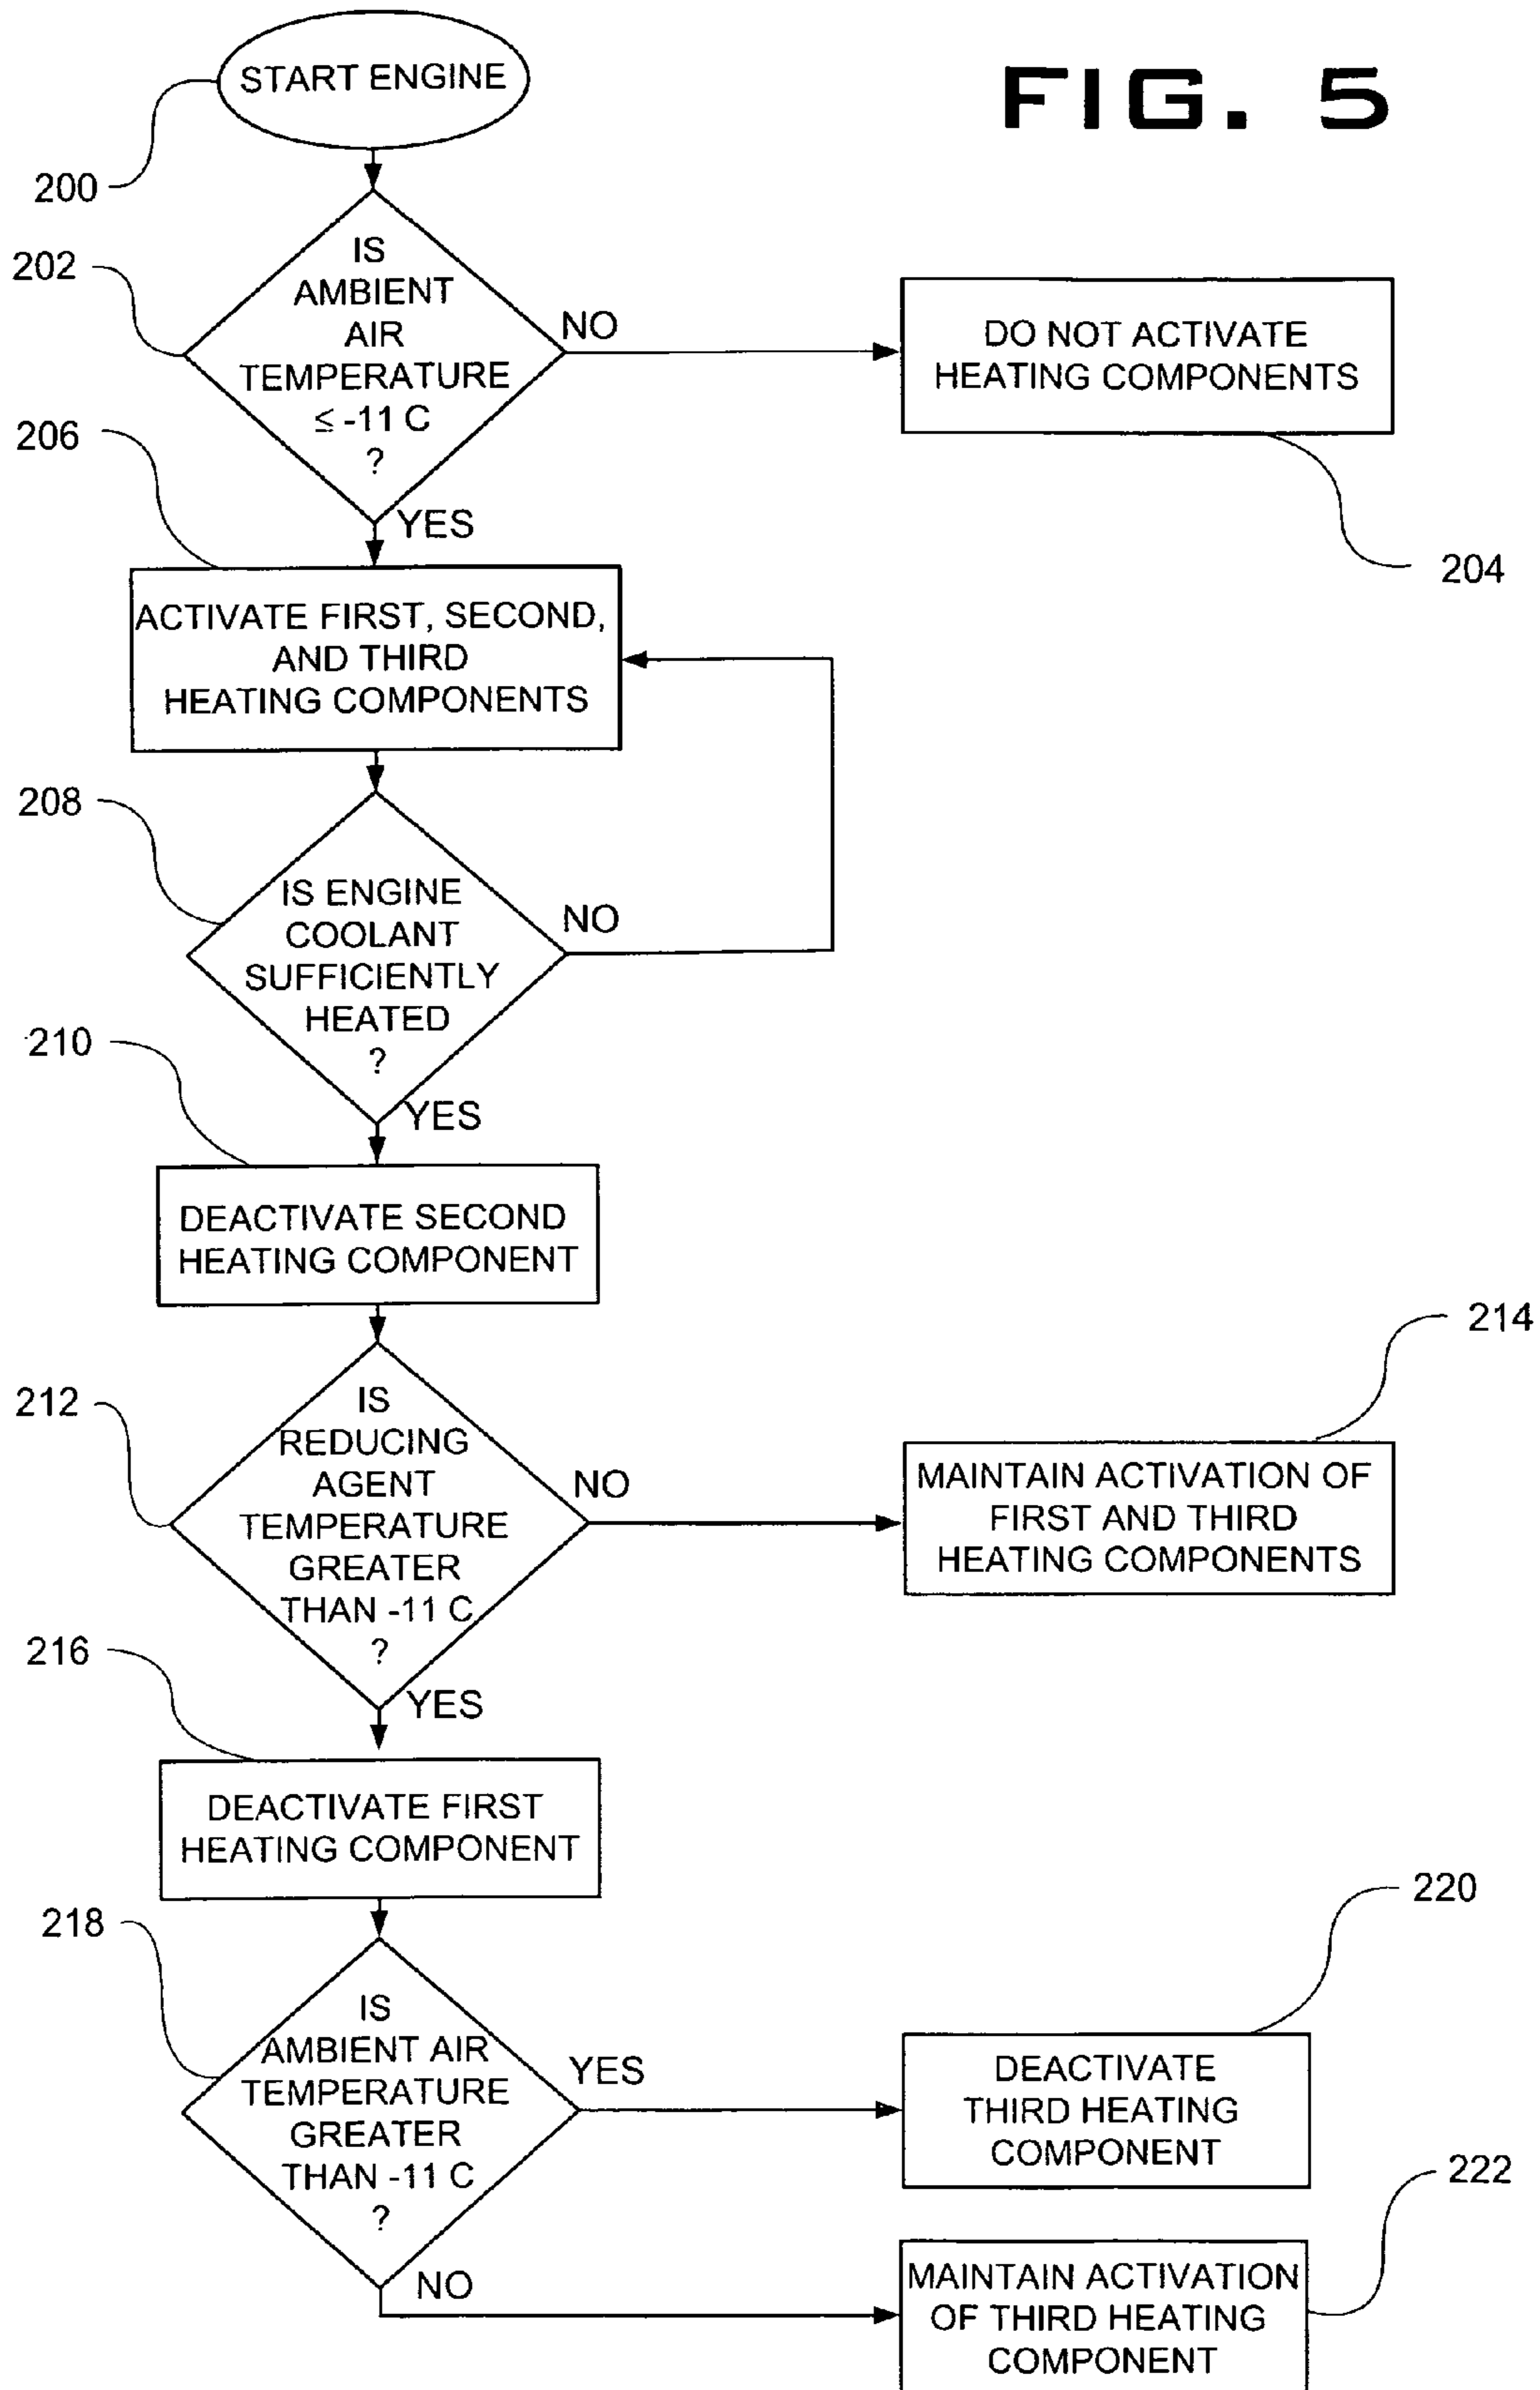 FIG. 5
START ENGINE
200
202
IS
AMBIENT
AIR
TEMPERATURE
≤ -11 C
?
NO
DO NOT ACTIVATE
HEATING COMPONENTS
204
YES
206
ACTIVATE FIRST, SECOND,
AND THIRD
HEATING COMPONENTS
208
IS ENGINE
COOLANT
SUFFICIENTLY
HEATED
?
NO
YES
210
DEACTIVATE SECOND
HEATING COMPONENT
212
IS
REDUCING
AGENT
TEMPERATURE
GREATER
THAN -11 C
?
NO
214
MAINTAIN ACTIVATION OF
FIRST AND THIRD
HEATING COMPONENTS
YES
216
DEACTIVATE FIRST
HEATING COMPONENT
218
IS
AMBIENT AIR
TEMPERATURE
GREATER
THAN -11 C
?
YES
220
DEACTIVATE
THIRD HEATING
COMPONENT
NO
222
MAINTAIN ACTIVATION
OF THIRD HEATING
COMPONENT